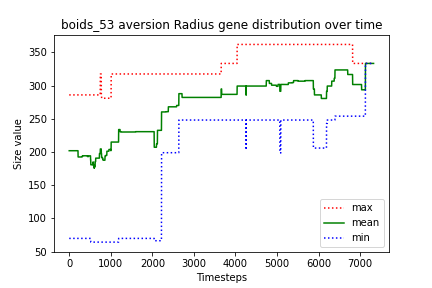 boids_53 aversion Radius gene distribution over time
Size value
350
300
250
200
150
100
50
0
1000
2000
3000
4000
5000
6000
7000
Timesteps
max
mean
min